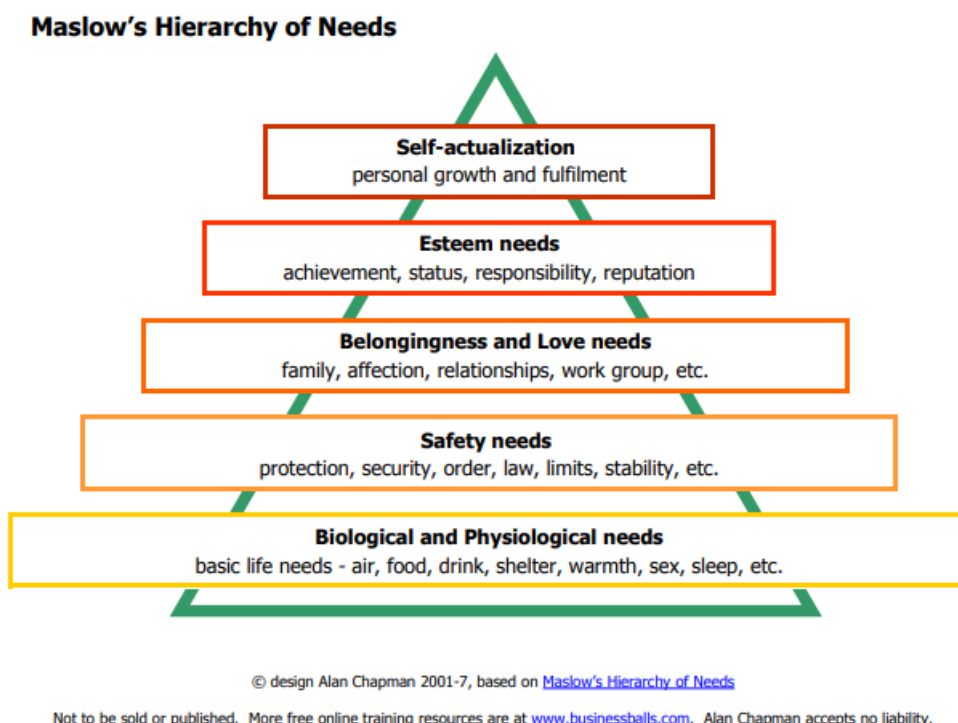 Maslow's Hierarchy of Needs
Self-actualization
personal growth and fulfilment
Esteem needs
achievement, status, responsibility, reputation
Belongingness and Love needs
family, affection, relationships, work group, etc.
Safety needs
protection, security, order, law, limits, stability, etc.
Biological and Physiological needs
basic life needs - air, food, drink, shelter, warmth, sex, sleep, etc.
© design Alan Chapman 2001-7, based on Maslow's Hierarchy of Needs
Not to be sold or published. More free online training resources are at www.businessballs.com. Alan Chapman accepts no liability.